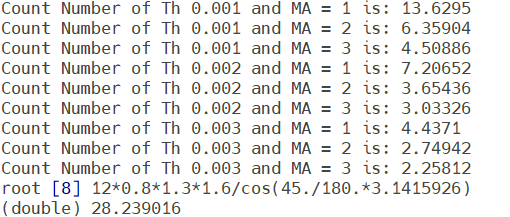 Count Number of Th 0.001 and MA = 1 is: 13.6295
Count Number of Th 0.001 and MA = 2 is: 6.35904
Count Number of Th 0.001 and MA = 3 is: 4.50886
Count Number of Th 0.002 and MA = 1 is: 7.20652
Count Number of Th 0.002 and MA = 2 is: 3.65436
Count Number of Th 0.002 and MA = 3 is: 3.03326
Count Number of Th 0.003 and MA = 1 is: 4.4371
Count Number of Th 0.003 and MA = 2 is: 2.74942
Count Number of Th 0.003 and MA = 3 is: 2.25812
root [8] 12*0.8*1.3*1.6/cos(45./180.*3.1415926)
(double) 28.239016